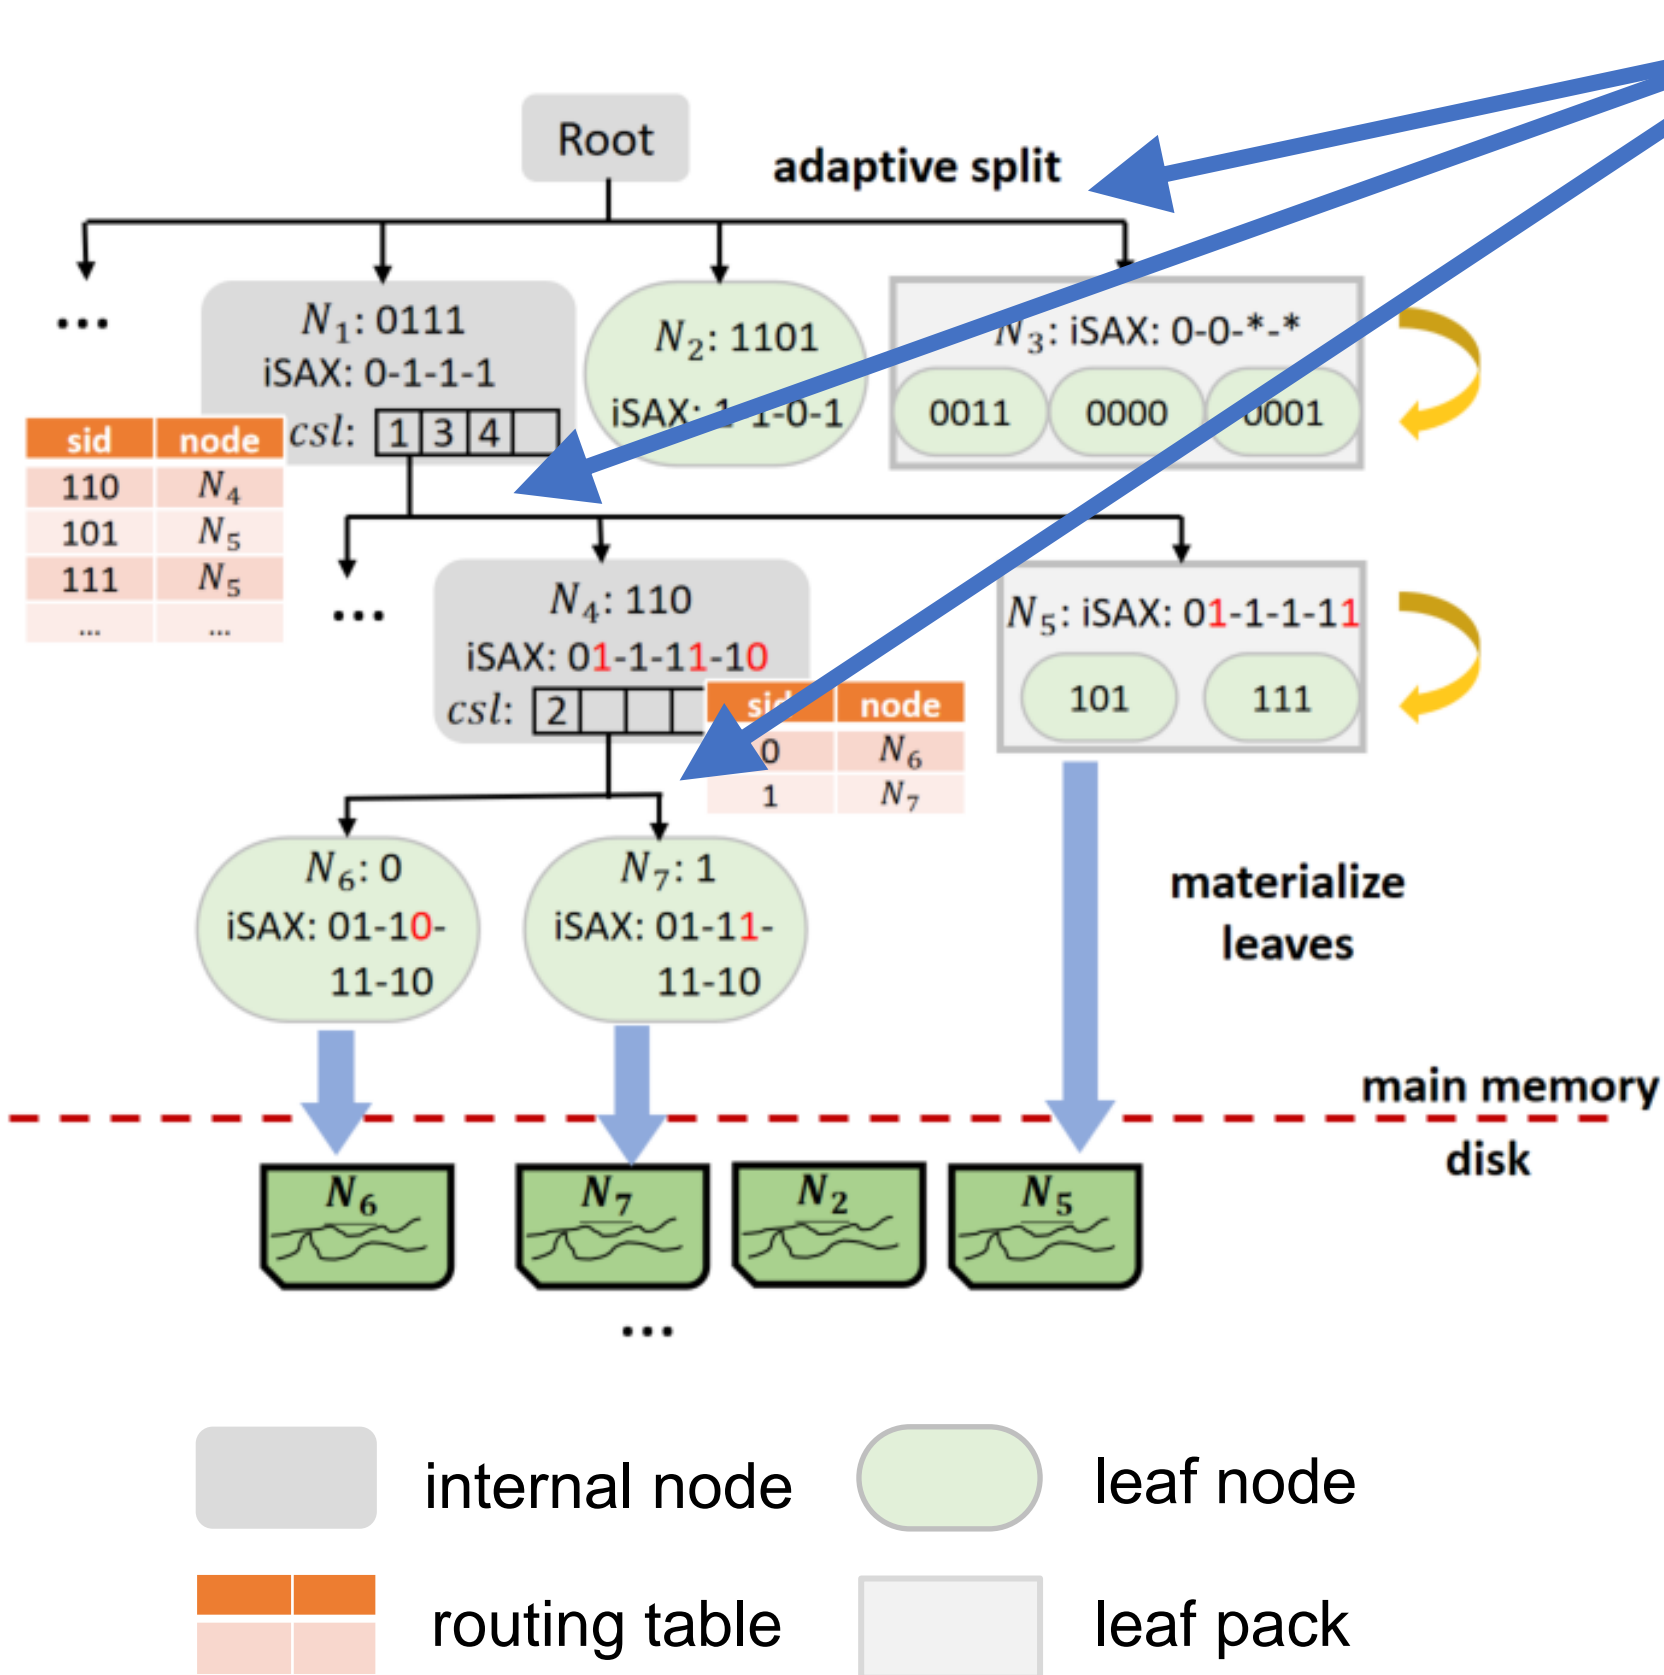 Root
adaptive split
...
N₁: 0111
iSAX: 0-1-1-1
csl: 1 3 4
N₂: 1101
iSAX: 1-1-0-1
N₃: iSAX: 0-0-*-*
0011 0000 0001
sid node
110 N₄
101 N₅
111 N₅
... ...
...
N₄: 110
iSAX: 01-1-11-10
csl: 2
sid node
0 N₆
1 N₇
N₅: iSAX: 01-1-1-11
101 111
N₆: 0
iSAX: 01-10-
11-10
N₇: 1
iSAX: 01-11-
11-10
materialize
leaves
main memory
disk
N₆ N₇ N₂ N₅
...
internal node
leaf node
routing table
leaf pack